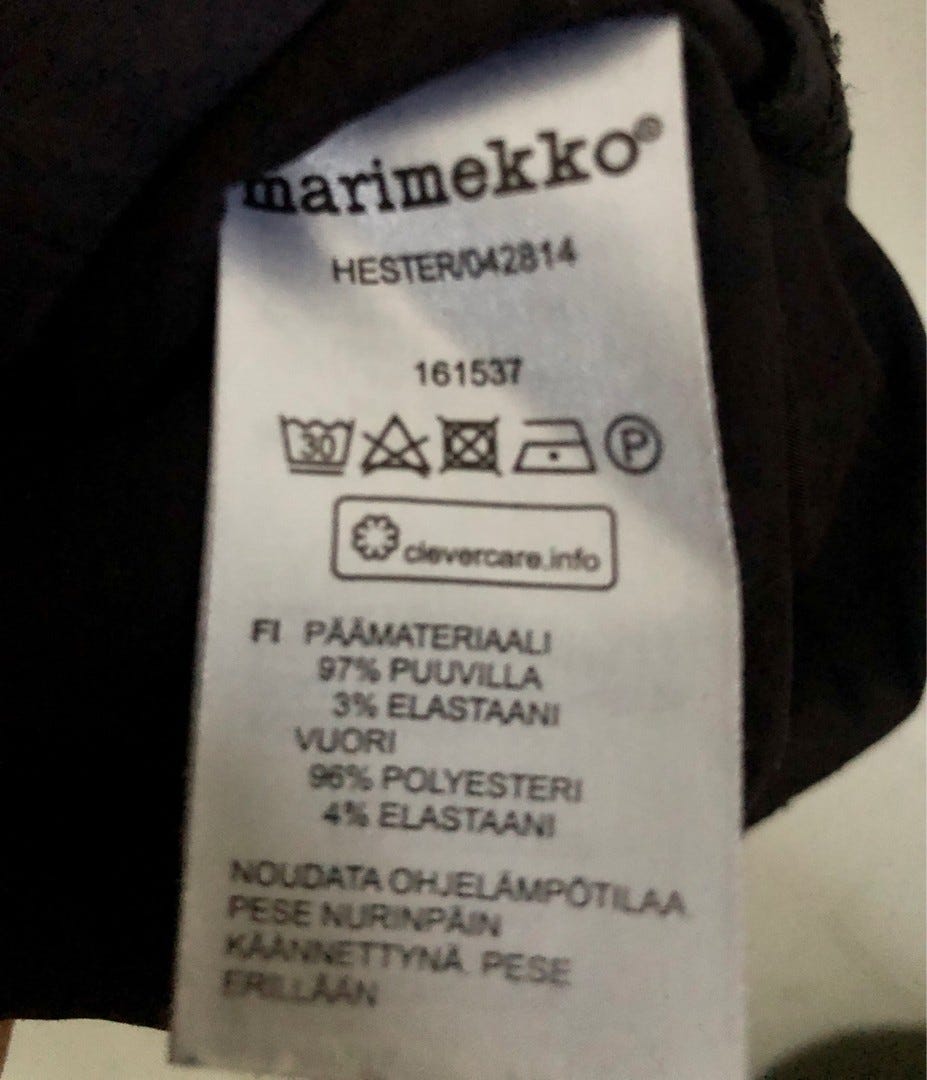 marimekko®
HESTER/042814
161537
30 P
clevercare.info
FI PÄÄMATERIAALI
97% PUUVILLA
3% ELASTAANI
VUORI
96% POLYESTERI
4% ELASTAANI
NOUDATA OHJELÄMPÖTILAA
PESE NURINPÄIN
KÄÄNNETTYNÄ. PESE
ERILLÄÄN